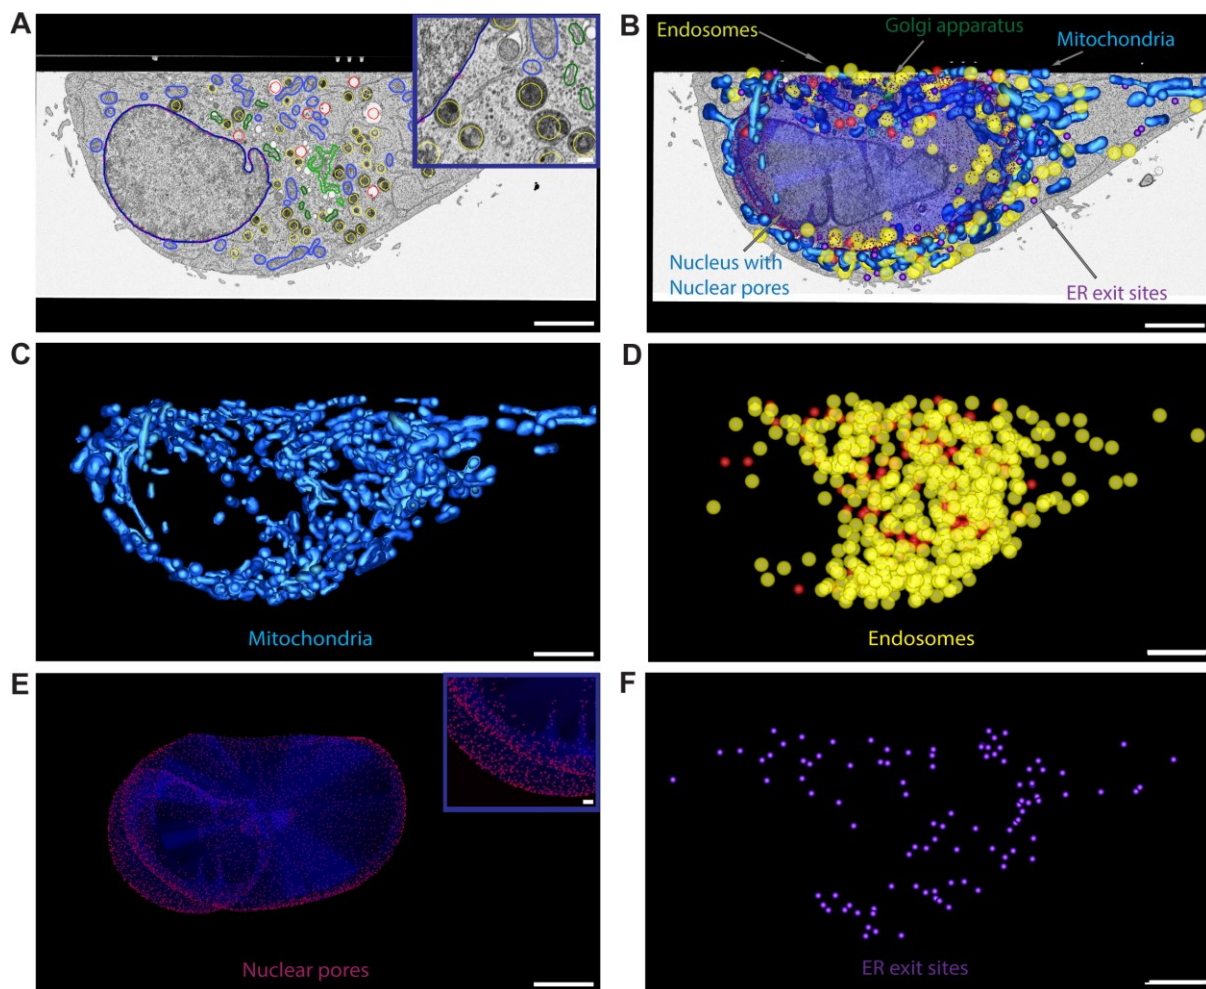 A
B
Endosomes
Golgi apparatus
Mitochondria
Nucleus with
Nuclear pores
ER exit sites
C
Mitochondria
D
Endosomes
E
Nuclear pores
F
ER exit sites